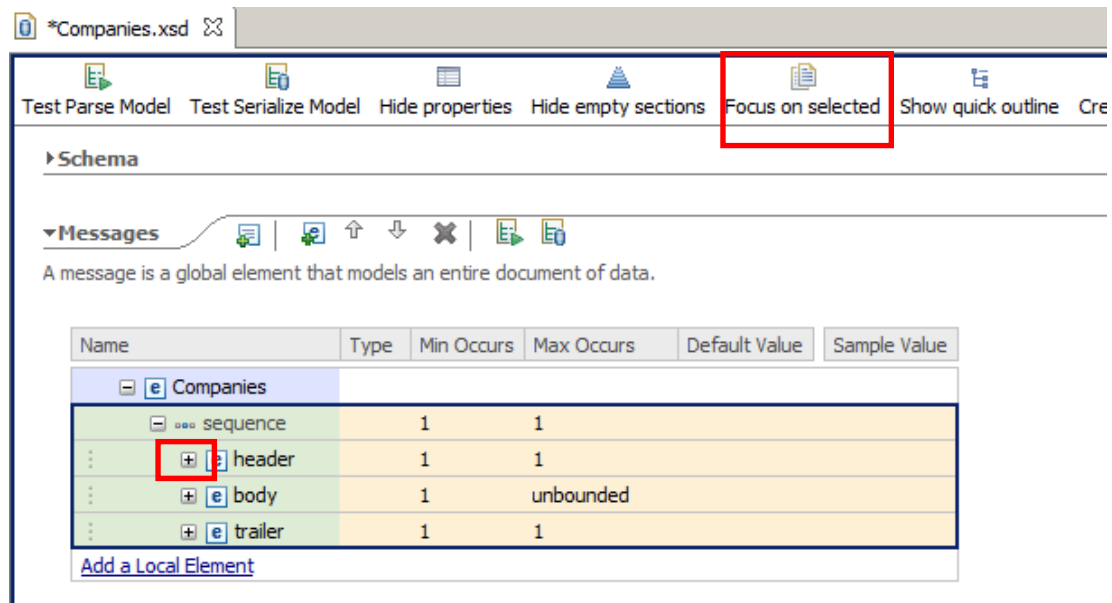 *Companies.xsd
Test Parse Model Test Serialize Model Hide properties Hide empty sections Focus on selected Show quick outline Cre
Schema
Messages
A message is a global element that models an entire document of data.
Name Type Min Occurs Max Occurs Default Value Sample Value
e Companies
sequence 1 1
e header 1 1
e body 1 unbounded
e trailer 1 1
Add a Local Element